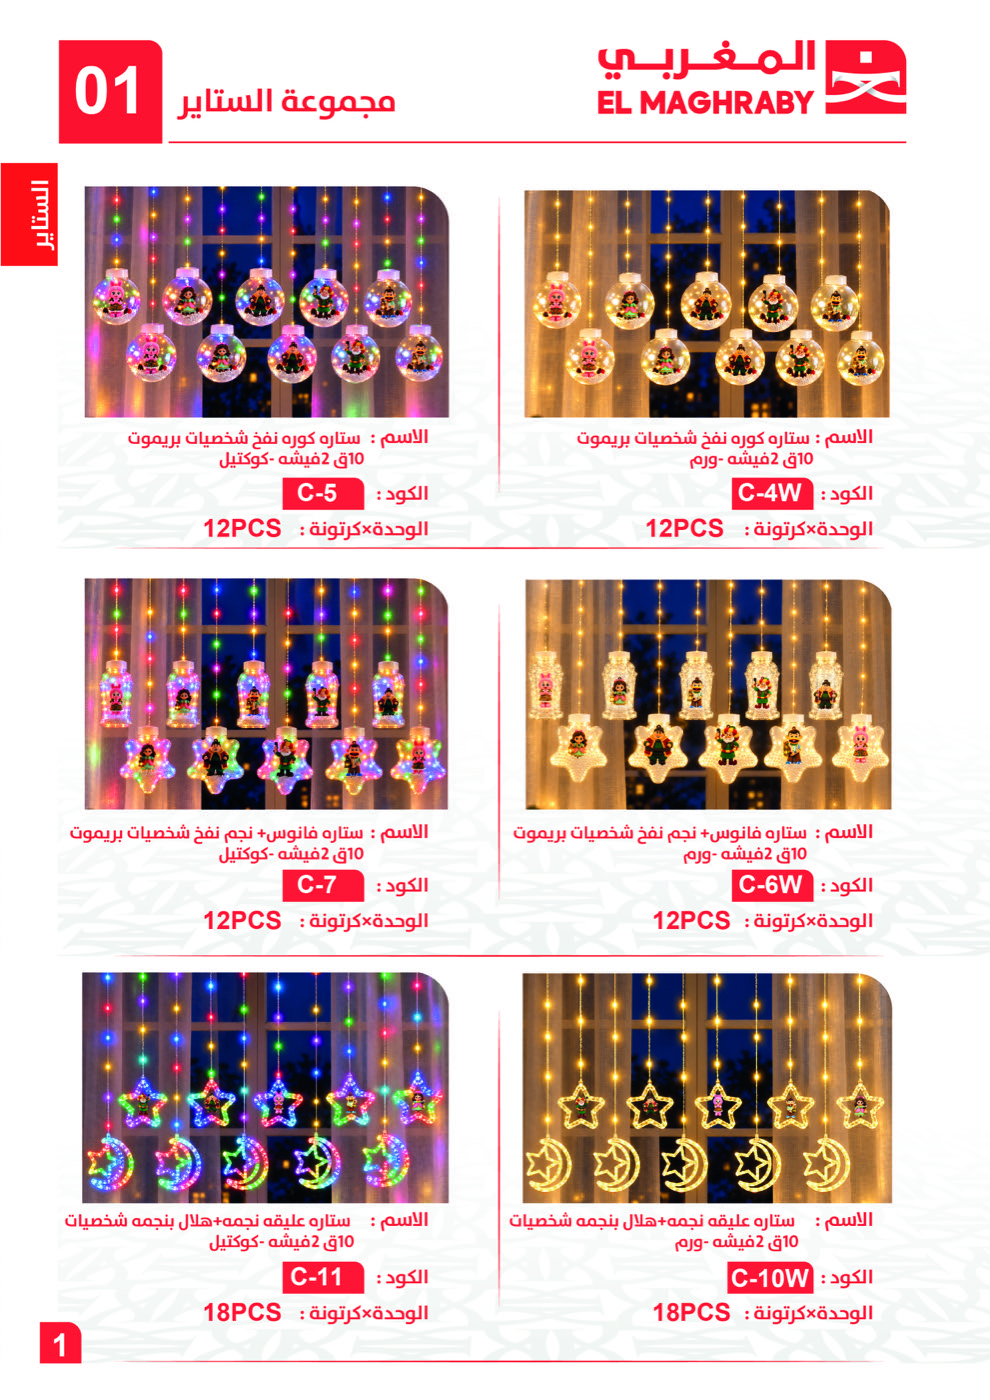 المغربي
EL MAGHRABY
مجموعة الستاير
01
الستاير
الاسم : ستاره كوره نفخ شخصيات بريموت
10ق 2فيشه -ورم
الكود : C-4W
الوحدة×كرتونة : 12PCS
الاسم : ستاره كوره نفخ شخصيات بريموت
10ق 2فيشه -كوكتيل
الكود : C-5
الوحدة×كرتونة : 12PCS
الاسم : ستاره فانوس+ نجم نفخ شخصيات بريموت
10ق 2فيشه -ورم
الكود : C-6W
الوحدة×كرتونة : 12PCS
الاسم : ستاره فانوس+ نجم نفخ شخصيات بريموت
10ق 2فيشه -كوكتيل
الكود : C-7
الوحدة×كرتونة : 12PCS
الاسم : ستاره عليقه نجمه+هلال بنجمه شخصيات
10ق 2فيشه -ورم
الكود : C-10W
الوحدة×كرتونة : 18PCS
الاسم : ستاره عليقه نجمه+هلال بنجمه شخصيات
10ق 2فيشه -كوكتيل
الكود : C-11
الوحدة×كرتونة : 18PCS
1